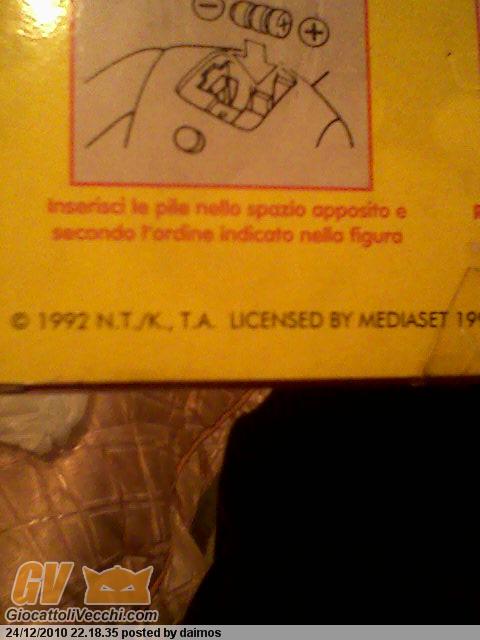 − +
Inserisci le pile nello spazio apposito e
secondo l'ordine indicato nella figura
© 1992 N.T./K., T.A. LICENSED BY MEDIASET
GV
GiocattoliVecchi.com
24/12/2010 22.18.35 posted by daimos